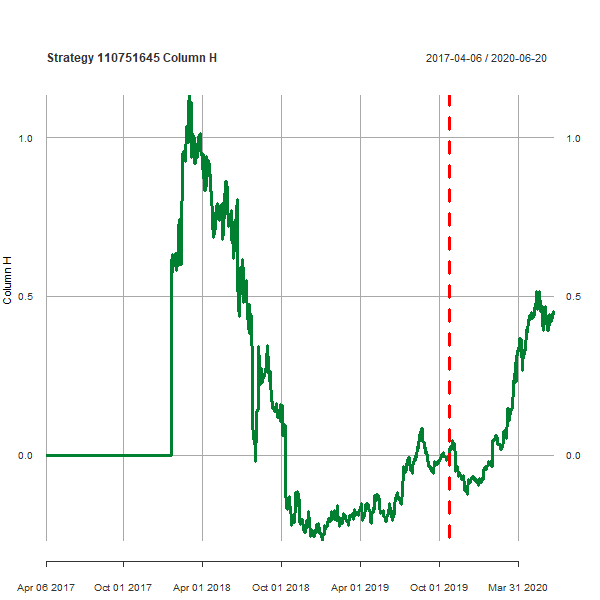 Strategy 110751645 Column H
2017-04-06 / 2020-06-20
Column H
1.0
1.0
0.5
0.5
0.0
0.0
Apr 06 2017
Oct 01 2017
Apr 01 2018
Oct 01 2018
Apr 01 2019
Oct 01 2019
Mar 31 2020